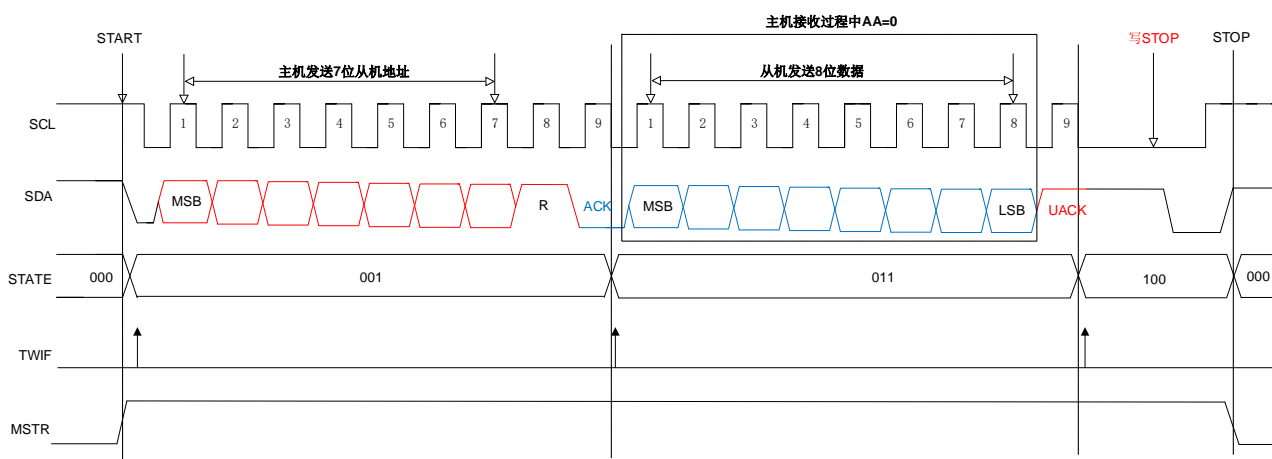 主机接收过程中AA=0
START
写STOP
STOP
主机发送7位从机地址
从机发送8位数据
SCL
1 2 3 4 5 6 7 8 9 1 2 3 4 5 6 7 8 9
SDA
MSB R ACK MSB LSB UACK
STATE
000 001 011 100 000
TWIF
MSTR